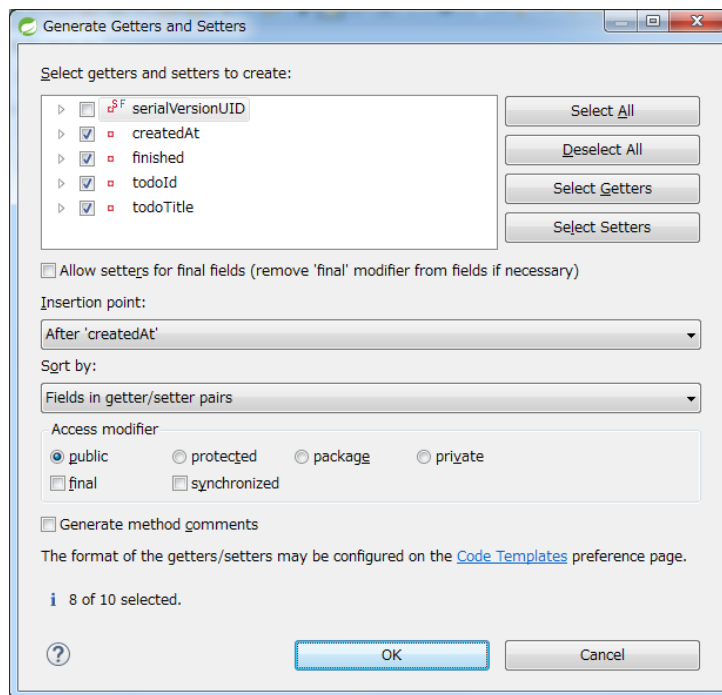 Generate Getters and Setters
Select getters and setters to create:
S F serialVersionUID
createdAt
finished
todoId
todoTitle
Select All
Deselect All
Select Getters
Select Setters
Allow setters for final fields (remove 'final' modifier from fields if necessary)
Insertion point:
After 'createdAt'
Sort by:
Fields in getter/setter pairs
Access modifier
public protected package private
final synchronized
Generate method comments
The format of the getters/setters may be configured on the Code Templates preference page.
i 8 of 10 selected.
? OK Cancel